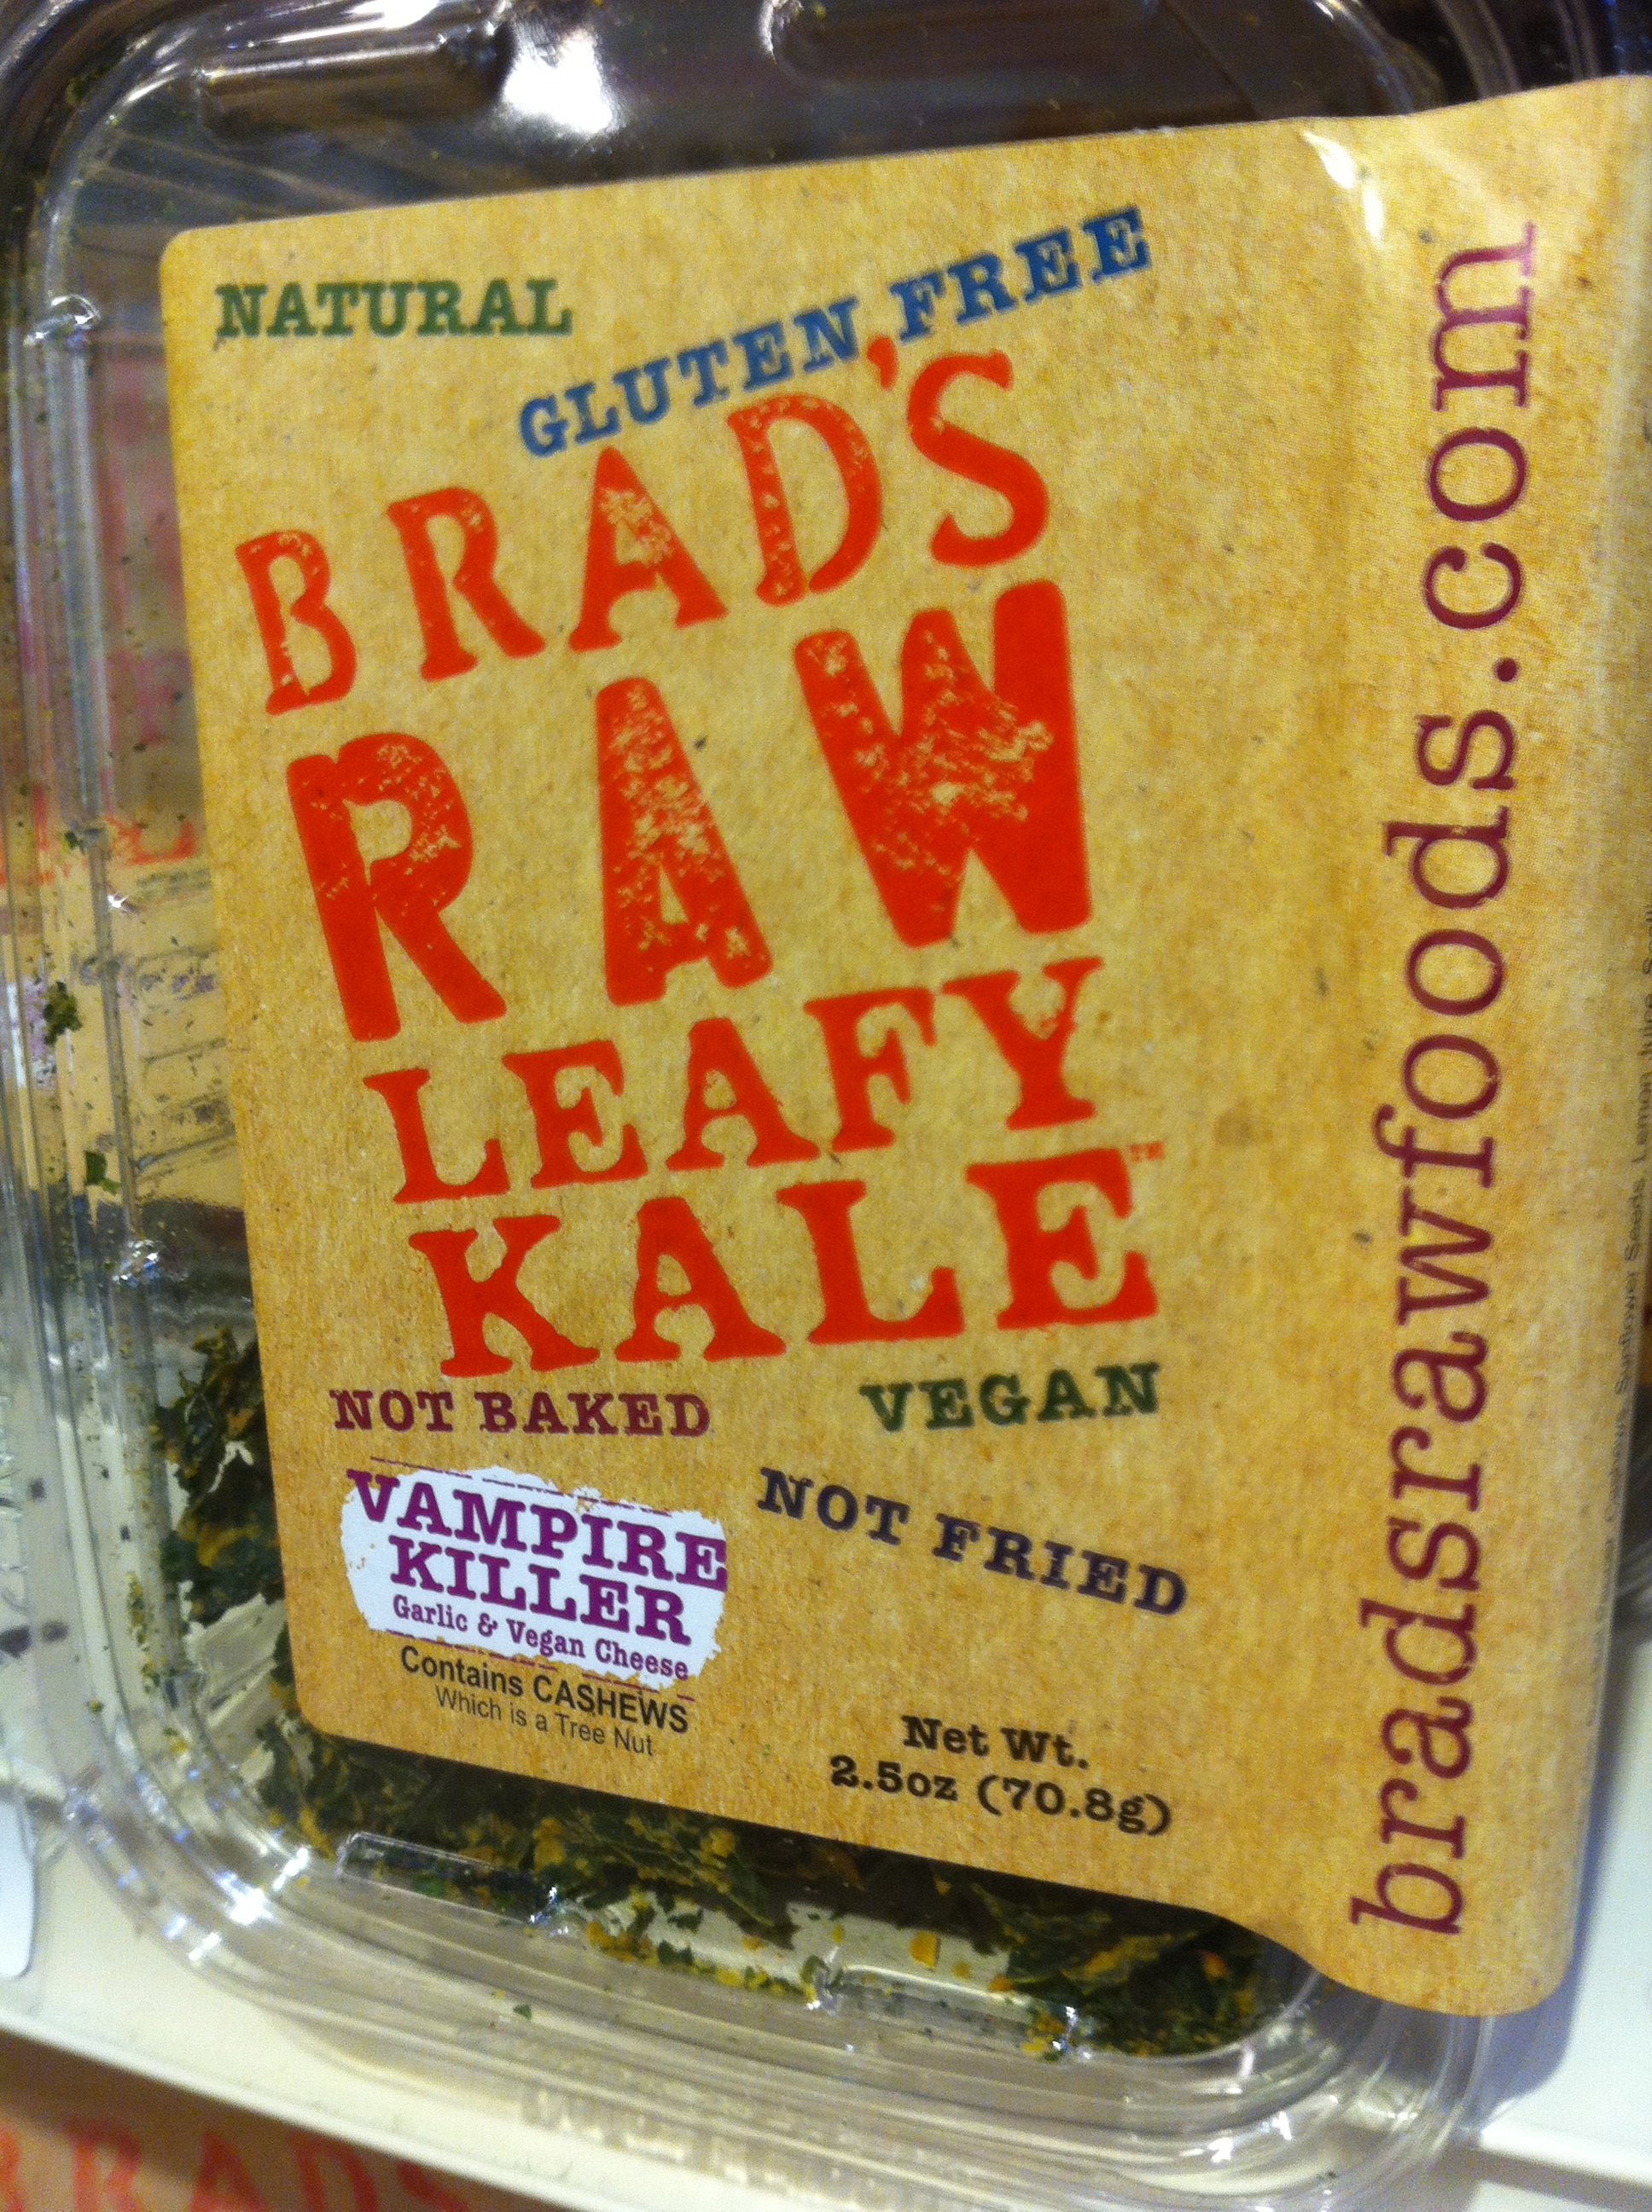 NATURAL
GLUTEN FREE
BRAD'S
RAW
LEAFY
KALE™
NOT BAKED
VEGAN
VAMPIRE
KILLER
Garlic & Vegan Cheese
Contains CASHEWS
Which is a Tree Nut
NOT FRIED
Net Wt.
2.5oz (70.8g)
bradsrawfoods.com